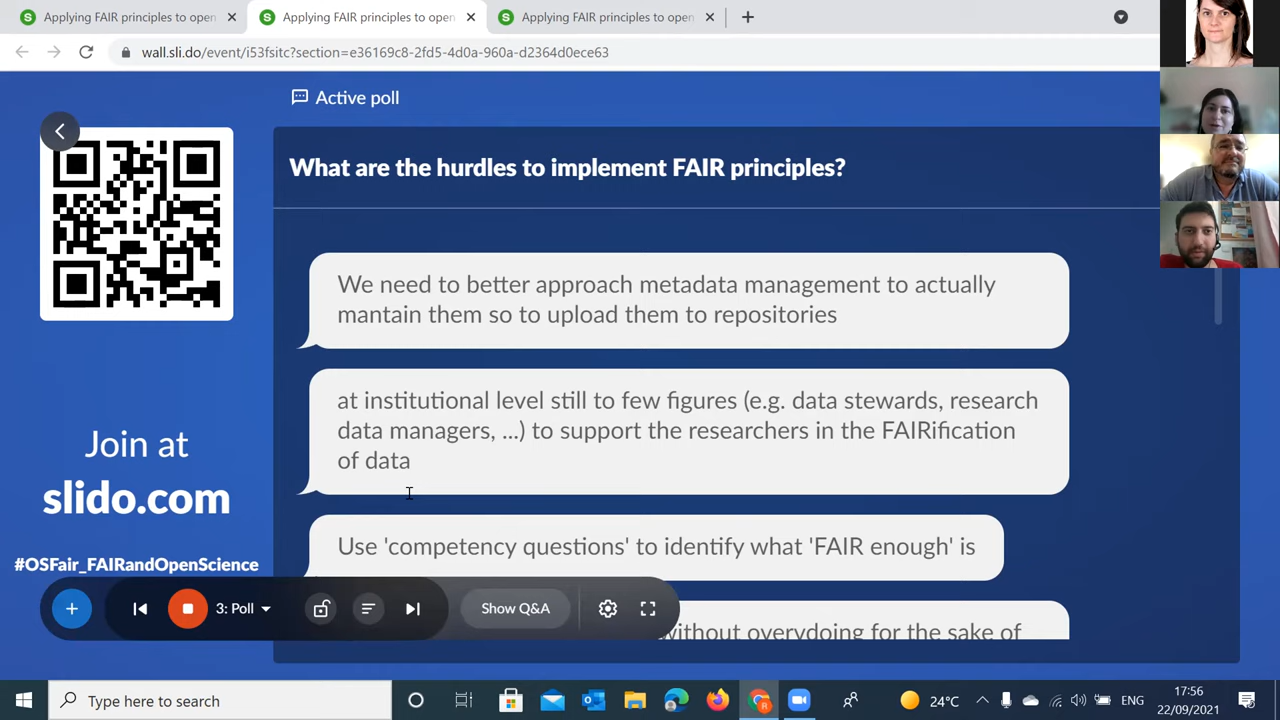 Applying FAIR principles to open
Applying FAIR principles to open
Applying FAIR principles to open
wall.sli.do/event/i53fsitc?section=e36169c8-2fd5-4d0a-960a-d2364d0ece63
Active poll
What are the hurdles to implement FAIR principles?
We need to better approach metadata management to actually
mantain them so to upload them to repositories
at institutional level still to few figures (e.g. data stewards, research
data managers, ...) to support the researchers in the FAIRification
of data
Use 'competency questions' to identify what 'FAIR enough' is
without overydoing for the sake of
Join at
slido.com
#OSFair_FAIRandOpenScience
3: Poll
Show Q&A
Type here to search
24°C
ENG
17:56
22/09/2021